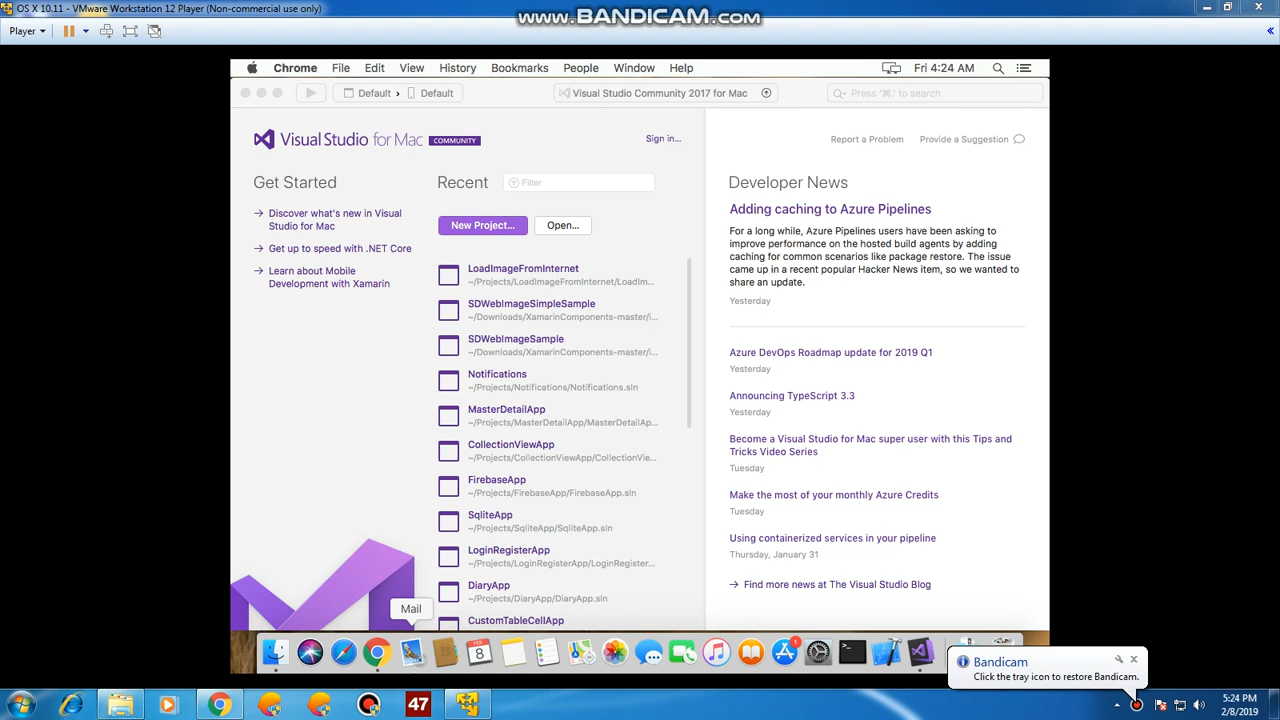 OS X 10.11 - VMware Workstation 12 Player (Non-commercial use only)
www.BANDICAM.com
Player
Chrome File Edit View History Bookmarks People Window Help
Fri 4:24 AM
Default › Default
Visual Studio Community 2017 for Mac
Press '⌘.' to search
Visual Studio for Mac COMMUNITY
Sign in...
Report a Problem
Provide a Suggestion
Get Started
Discover what's new in Visual
Studio for Mac
Get up to speed with .NET Core
Learn about Mobile
Development with Xamarin
Recent
Filter
New Project...
Open...
LoadImageFromInternet
~/Projects/LoadImageFromInternet/LoadIm...
SDWebImageSimpleSample
~/Downloads/XamarinComponents-master/i...
SDWebImageSample
~/Downloads/XamarinComponents-master/i...
Notifications
~/Projects/Notifications/Notifications.sln
MasterDetailApp
~/Projects/MasterDetailApp/MasterDetailAp...
CollectionViewApp
~/Projects/CollectionViewApp/CollectionVie...
FirebaseApp
~/Projects/FirebaseApp/FirebaseApp.sln
SqliteApp
~/Projects/SqliteApp/SqliteApp.sln
LoginRegisterApp
~/Projects/LoginRegisterApp/LoginRegister...
DiaryApp
~/Projects/DiaryApp/DiaryApp.sln
CustomTableCellApp
Developer News
Adding caching to Azure Pipelines
For a long while, Azure Pipelines users have been asking to
improve performance on the hosted build agents by adding
caching for common scenarios like package restore. The issue
came up in a recent popular Hacker News item, so we wanted to
share an update.
Yesterday
Azure DevOps Roadmap update for 2019 Q1
Yesterday
Announcing TypeScript 3.3
Yesterday
Become a Visual Studio for Mac super user with this Tips and
Tricks Video Series
Tuesday
Make the most of your monthly Azure Credits
Tuesday
Using containerized services in your pipeline
Thursday, January 31
Find more news at The Visual Studio Blog
Mail
FEB
8
1
Bandicam
Click the tray icon to restore Bandicam.
47
5:24 PM
2/8/2019